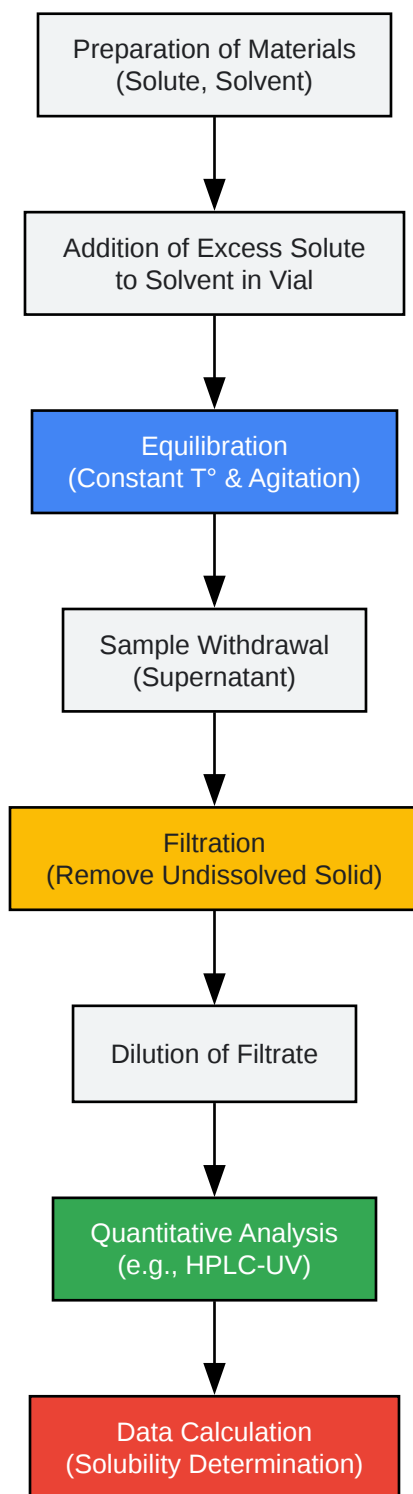 Preparation of Materials
(Solute, Solvent)
Addition of Excess Solute
to Solvent in Vial
Equilibration
(Constant T° & Agitation)
Sample Withdrawal
(Supernatant)
Filtration
(Remove Undissolved Solid)
Dilution of Filtrate
Quantitative Analysis
(e.g., HPLC-UV)
Data Calculation
(Solubility Determination)